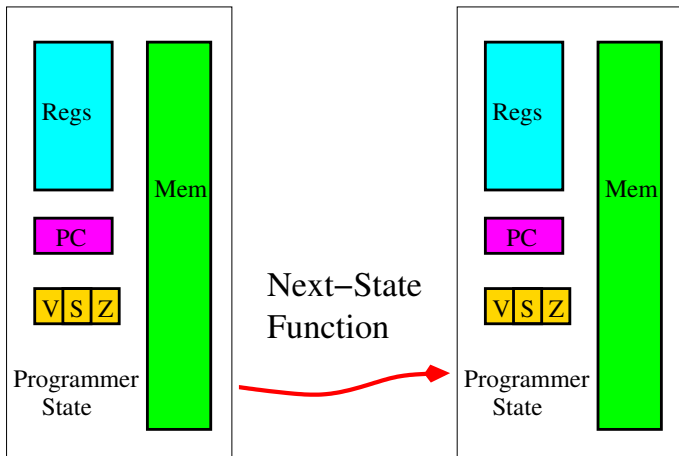 Regs
Mem
PC
V S Z
Programmer
State
Next–State
Function
Regs
Mem
PC
V S Z
Programmer
State